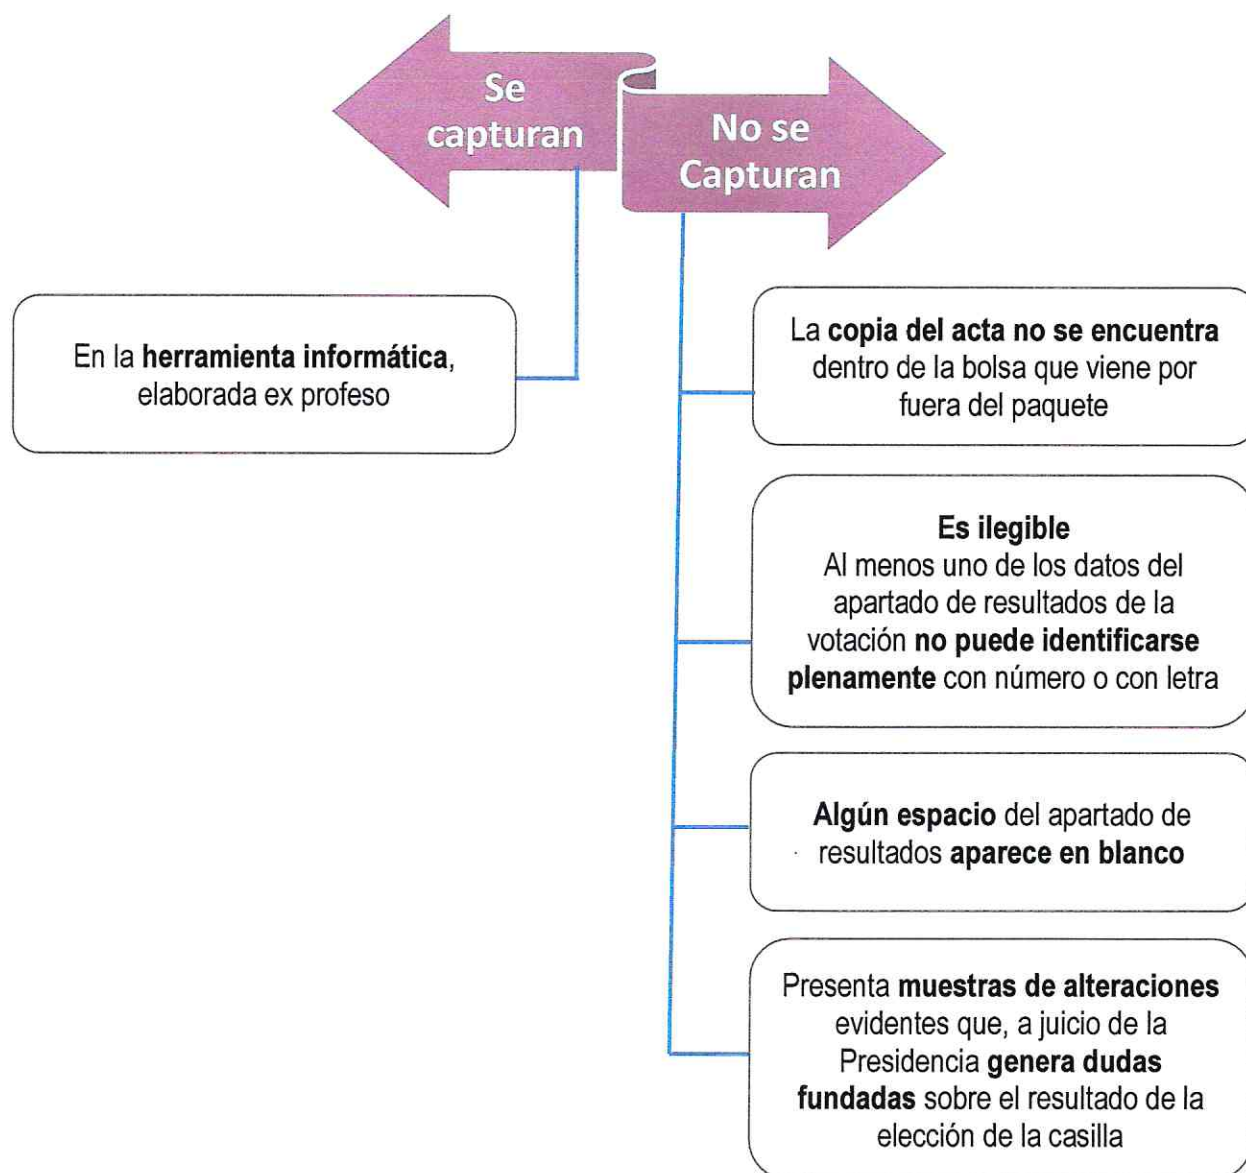 Se
capturan
No se
Capturan
En la herramienta informática,
elaborada ex profeso
La copia del acta no se encuentra
dentro de la bolsa que viene por
fuera del paquete
Es ilegible
Al menos uno de los datos del
apartado de resultados de la
votación no puede identificarse
plenamente con número o con letra
Algún espacio del apartado de
resultados aparece en blanco
Presenta muestras de alteraciones
evidentes que, a juicio de la
Presidencia genera dudas
fundadas sobre el resultado de la
elección de la casilla